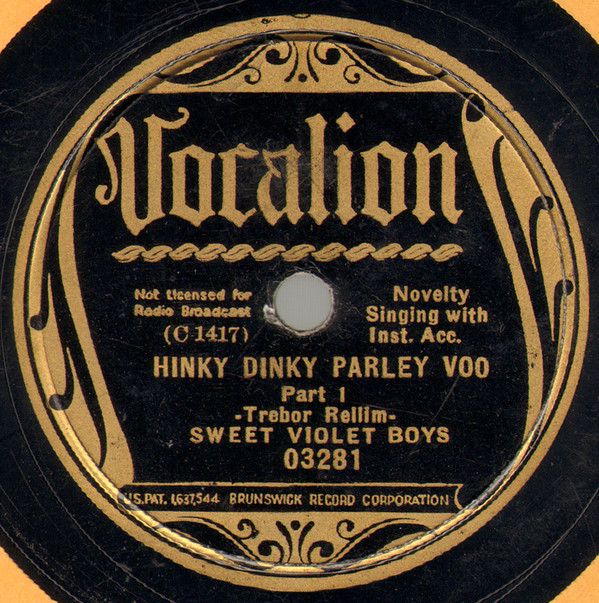 Vocalion
Not Licensed for
Radio Broadcast
(C-1417)
Novelty
Singing with
Inst. Acc.
HINKY DINKY PARLEY VOO
Part 1
-Trebor Rellim-
SWEET VIOLET BOYS
03281
U.S. PAT. 1,637,544 BRUNSWICK RECORD CORPORATION